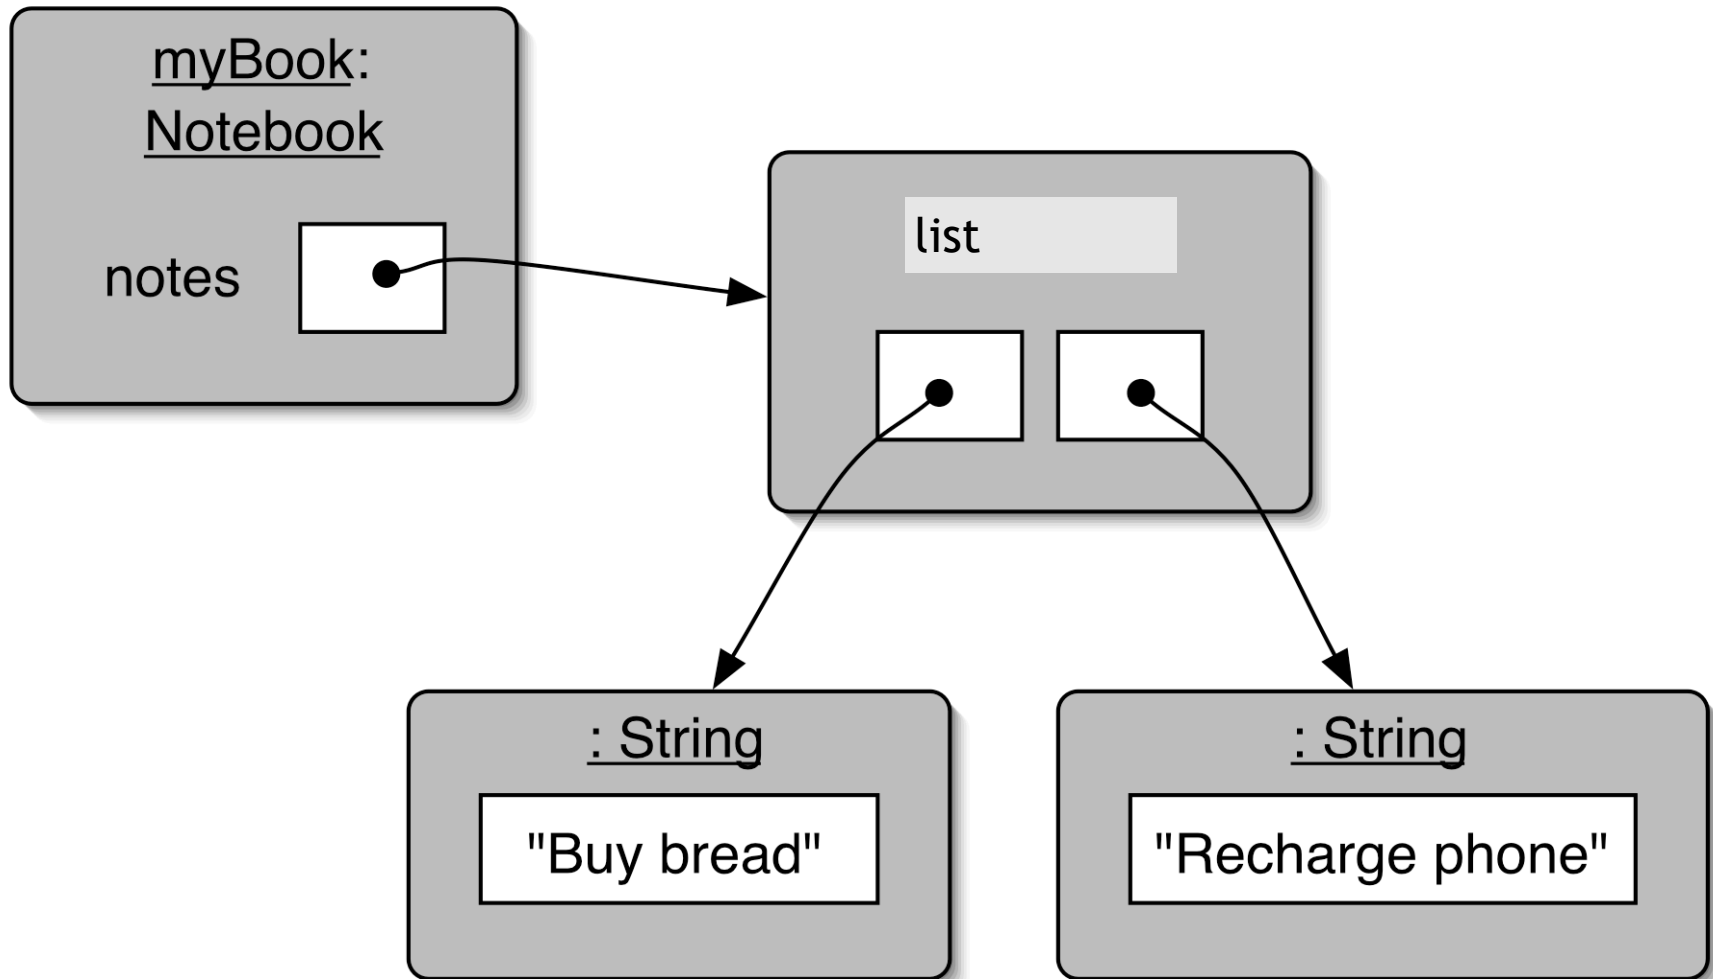 myBook:
Notebook
notes
list
: String
"Buy bread"
: String
"Recharge phone"